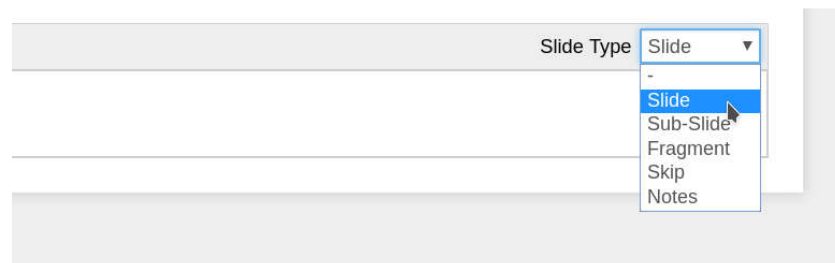 Slide Type Slide
-
Slide
Sub-Slide
Fragment
Skip
Notes